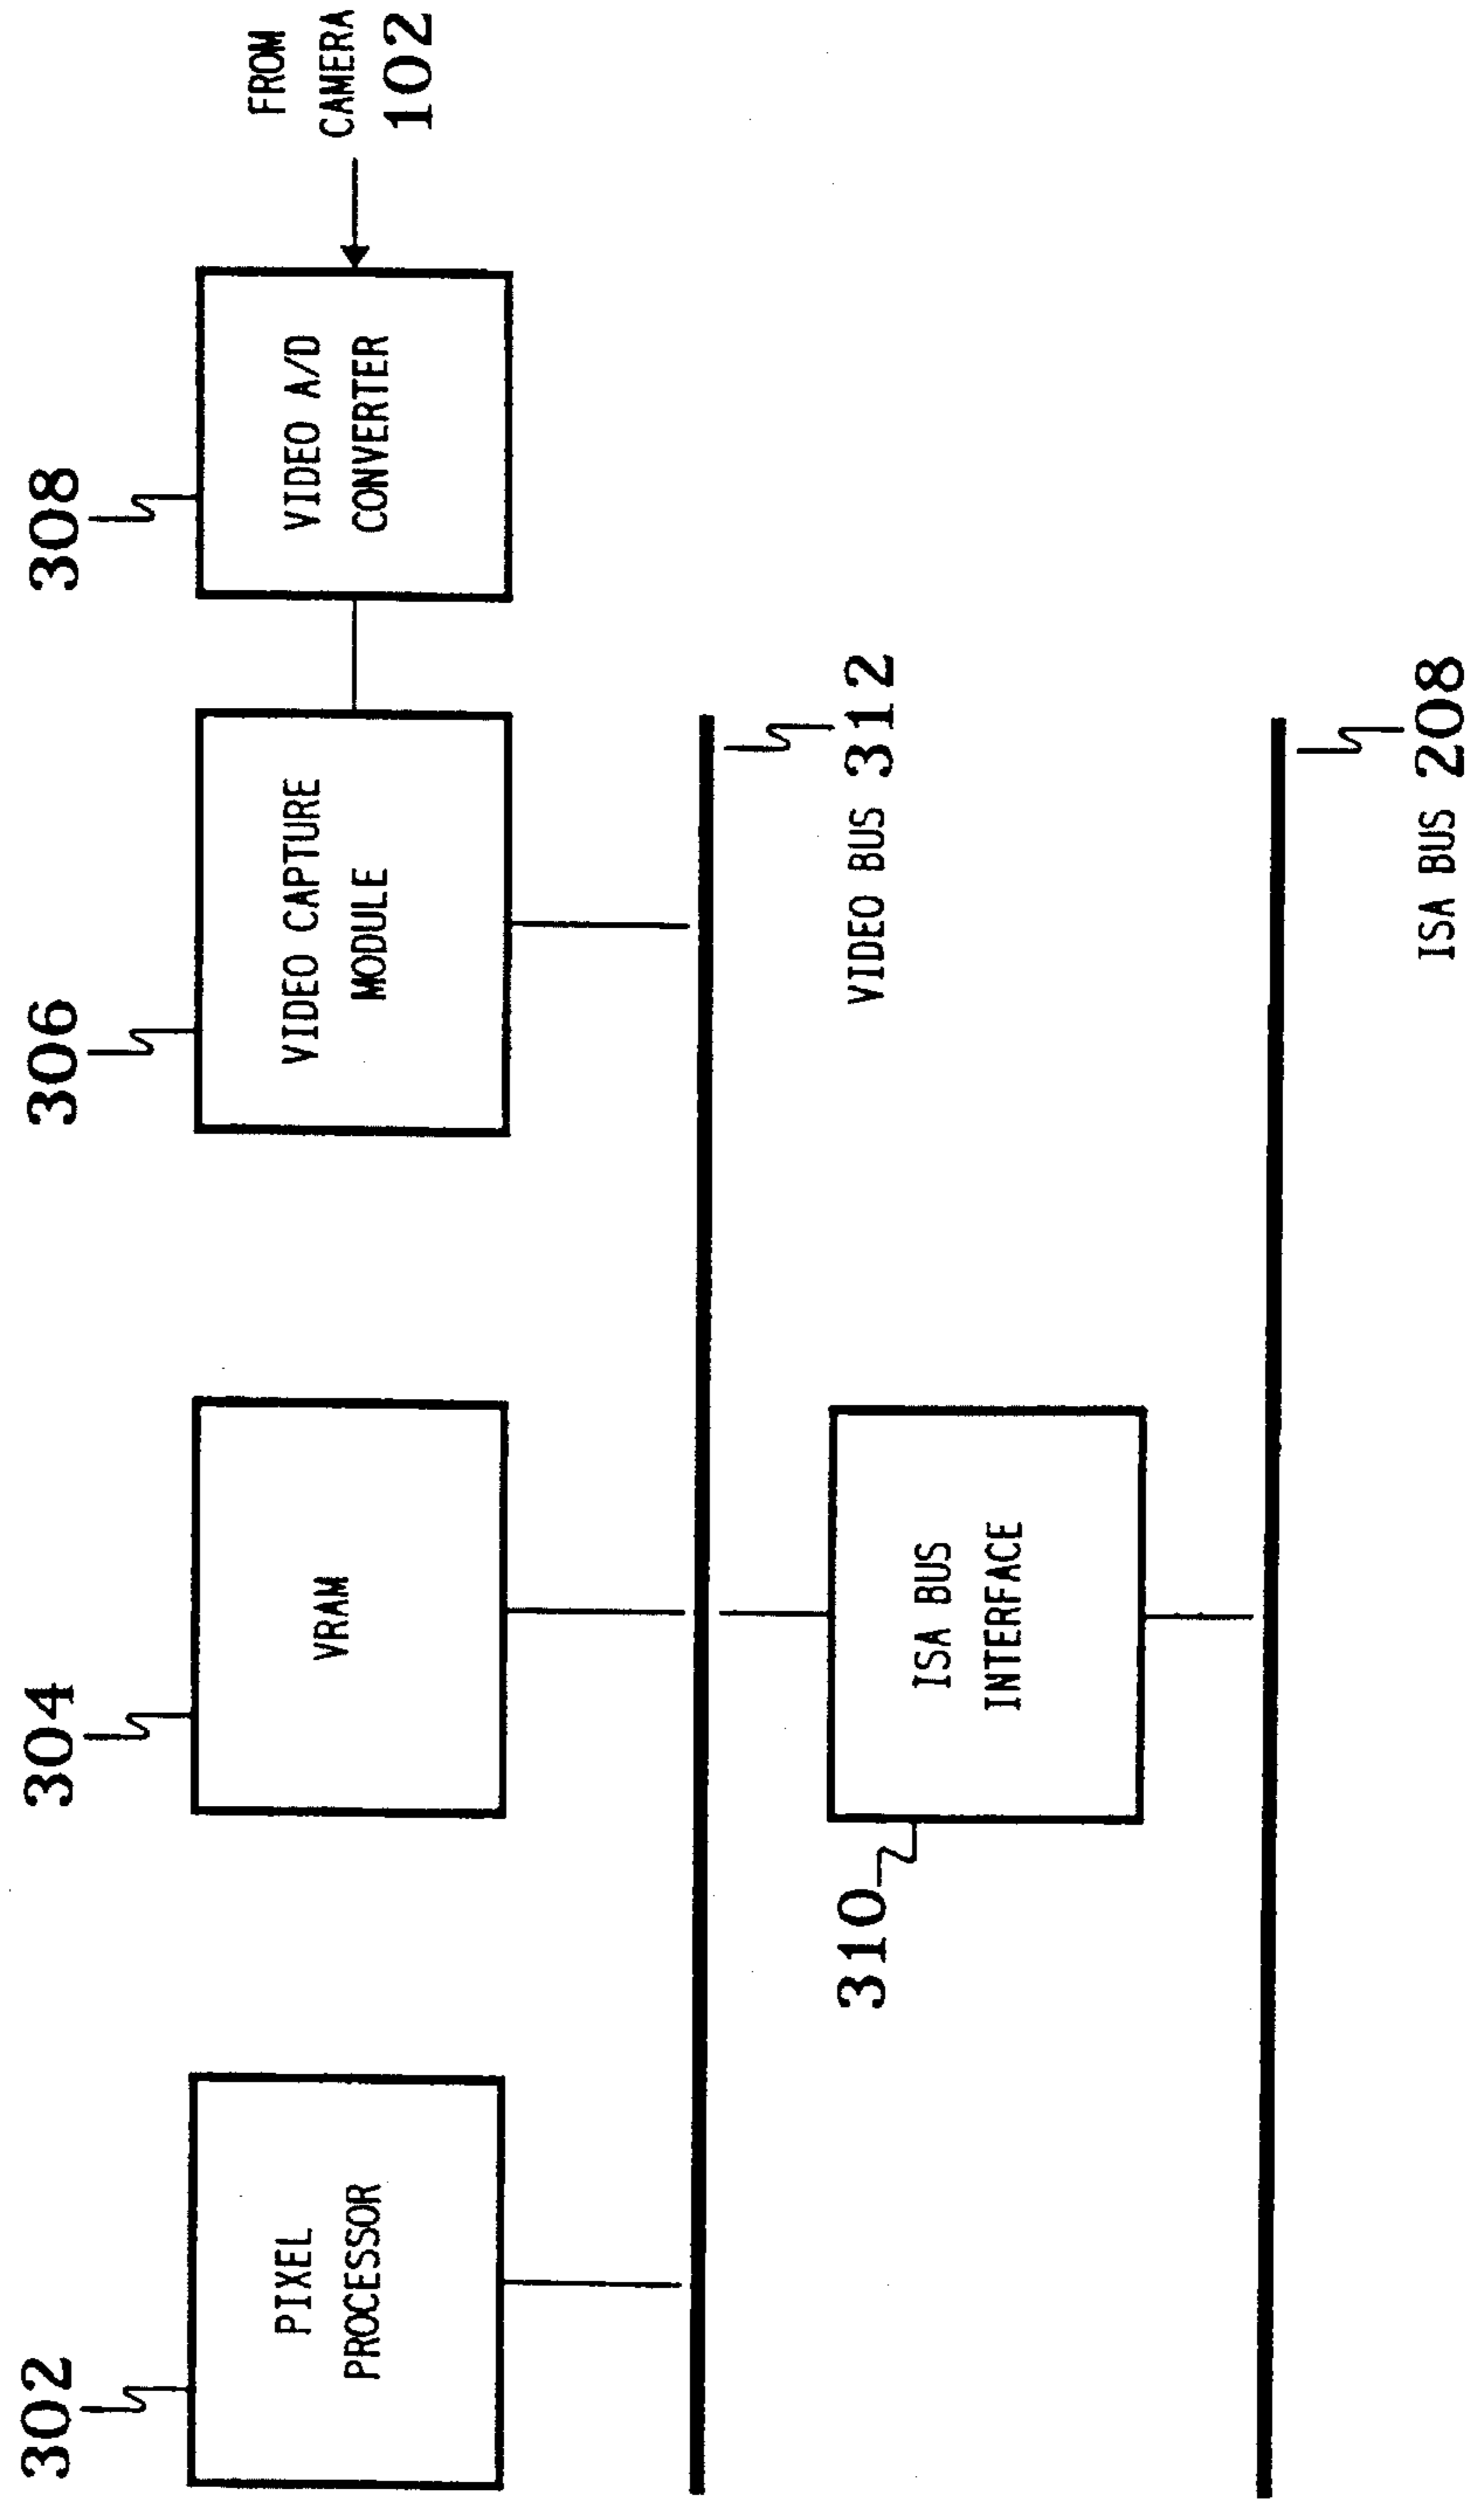 302
304
306
308
PIXEL
PROCESSOR
VRAM
VIDEO CAPTURE
MODULE
VIDEO A/D
CONVERTER
FROM
CAMERA
102
310
ISA BUS
INTERFACE
VIDEO BUS 312
ISA BUS 208